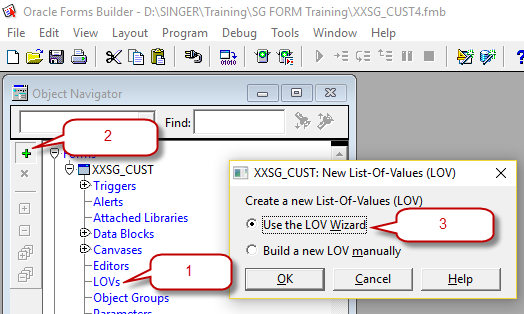 Oracle Forms Builder - D:\SINGER\Training\SG FORM Training\XXSG_CUST4.fmb
File Edit View Layout Program Debug Tools Window Help
Object Navigator
Find:
2
Forms
XXSG_CUST
Triggers
Alerts
Attached Libraries
Data Blocks
Canvases
Editors
LOVs
1
Object Groups
Parameters
XXSG_CUST: New List-Of-Values (LOV)
Create a new List-Of-Values (LOV)
Use the LOV Wizard
3
Build a new LOV manually
OK Cancel Help